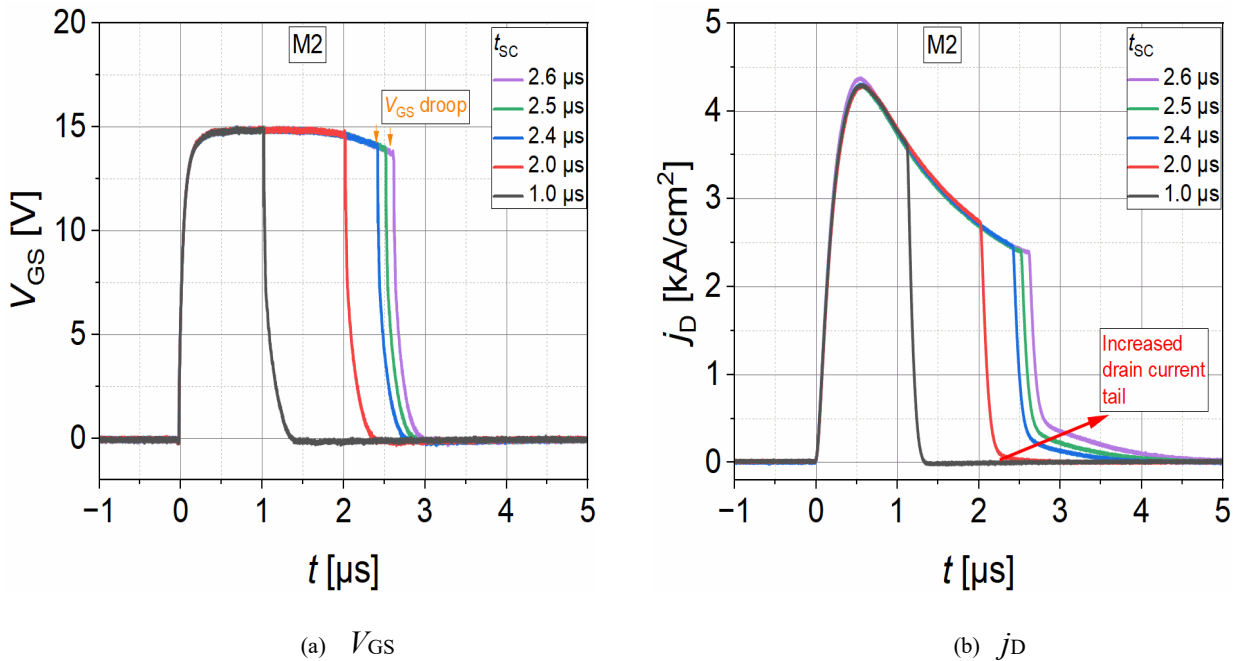 20
15
10
5
0
V_GS [V]
M2
t_SC
2.6 µs
2.5 µs
2.4 µs
2.0 µs
1.0 µs
V_GS droop
−1 0 1 2 3 4 5
t [µs]
(a) VGS
5
4
3
2
1
0
j_D [kA/cm²]
M2
t_SC
2.6 µs
2.5 µs
2.4 µs
2.0 µs
1.0 µs
Increased
drain current
tail
−1 0 1 2 3 4 5
t [µs]
(b) jD